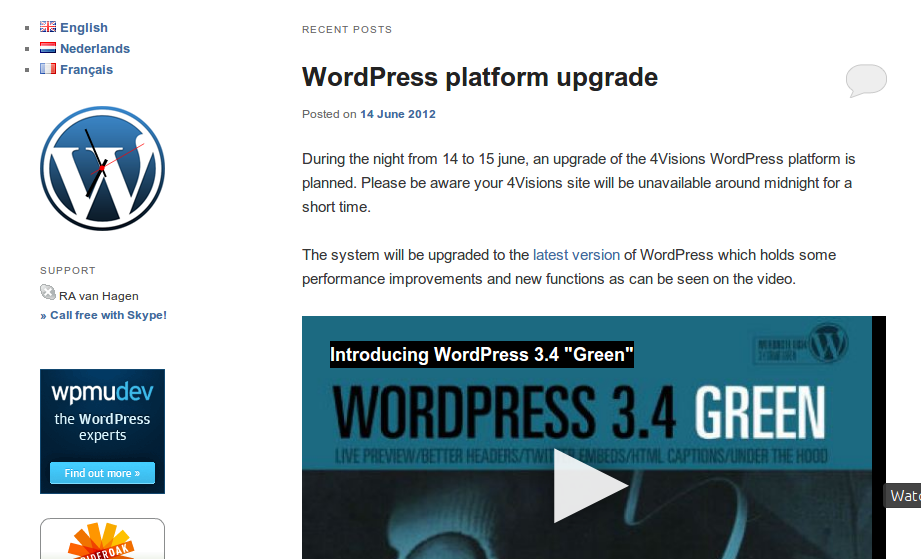 English
Nederlands
Français
SUPPORT
RA van Hagen
» Call free with Skype!
wpmudev
the WordPress
experts
Find out more »
RECENT POSTS
WordPress platform upgrade
Posted on 14 June 2012
During the night from 14 to 15 june, an upgrade of the 4Visions WordPress platform is
planned. Please be aware your 4Visions site will be unavailable around midnight for a
short time.
The system will be upgraded to the latest version of WordPress which holds some
performance improvements and new functions as can be seen on the video.
Introducing WordPress 3.4 "Green"
WORDPRESS 3.4 GREEN
LIVE PREVIEW/BETTER HEADERS/TWITTER EMBEDS/HTML CAPTIONS/UNDER THE HOOD